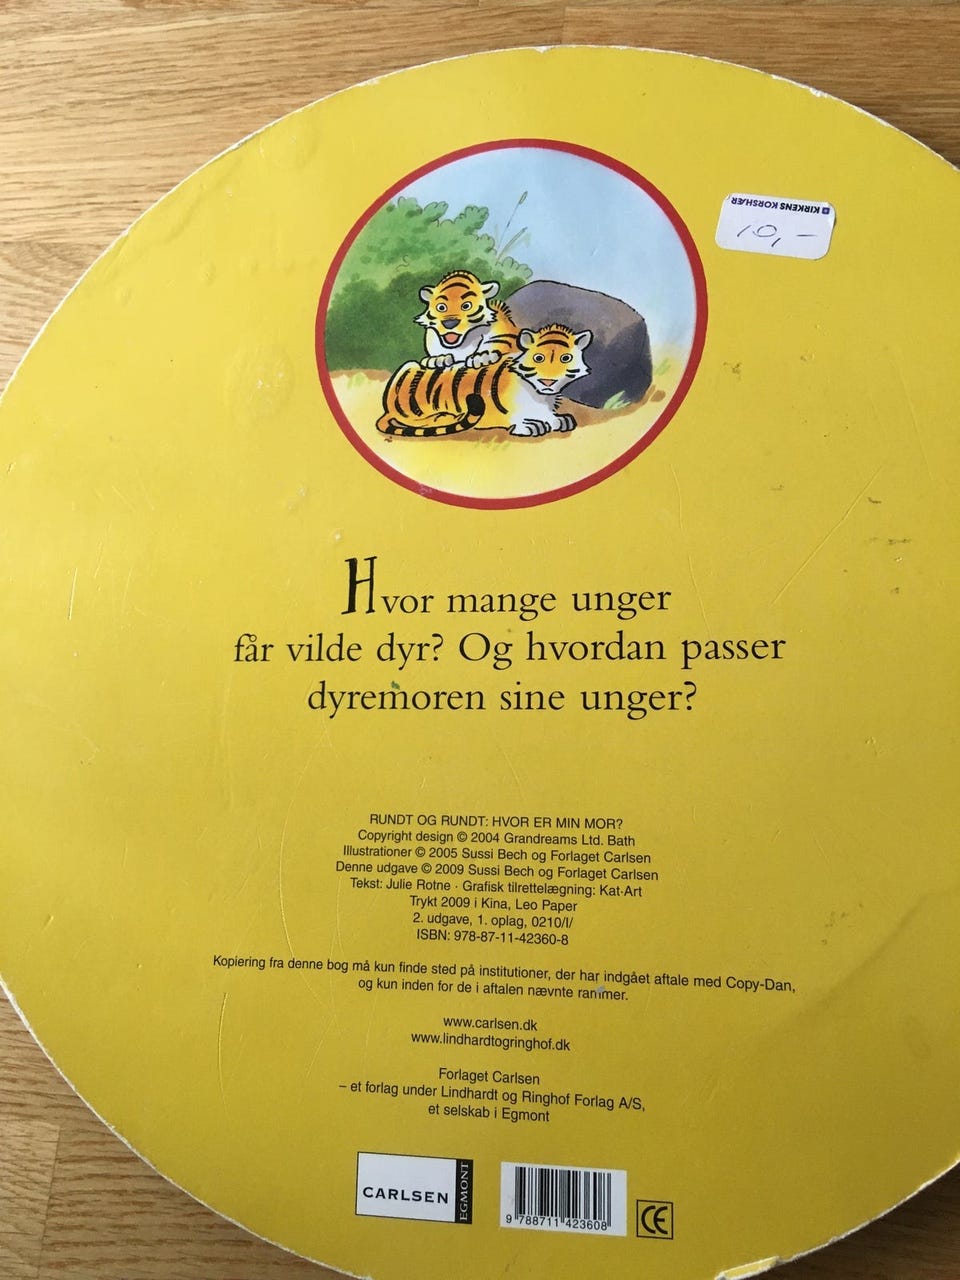 KIRKENS KORSHÆR
10,-
Hvor mange unger
får vilde dyr? Og hvordan passer
dyremoren sine unger?
RUNDT OG RUNDT: HVOR ER MIN MOR?
Copyright design © 2004 Grandreams Ltd. Bath
Illustrationer © 2005 Sussi Bech og Forlaget Carlsen
Denne udgave © 2009 Sussi Bech og Forlaget Carlsen
Tekst: Julie Rotne · Grafisk tilrettelægning: Kat-Art
Trykt 2009 i Kina, Leo Paper
2. udgave, 1. oplag, 0210/I/
ISBN: 978-87-11-42360-8
Kopiering fra denne bog må kun finde sted på institutioner, der har indgået aftale med Copy-Dan,
og kun inden for de i aftalen nævnte rammer.
www.carlsen.dk
www.lindhardtogringhof.dk
Forlaget Carlsen
– et forlag under Lindhardt og Ringhof Forlag A/S,
et selskab i Egmont
CARLSEN
EGMONT
9 788711 423608
CE